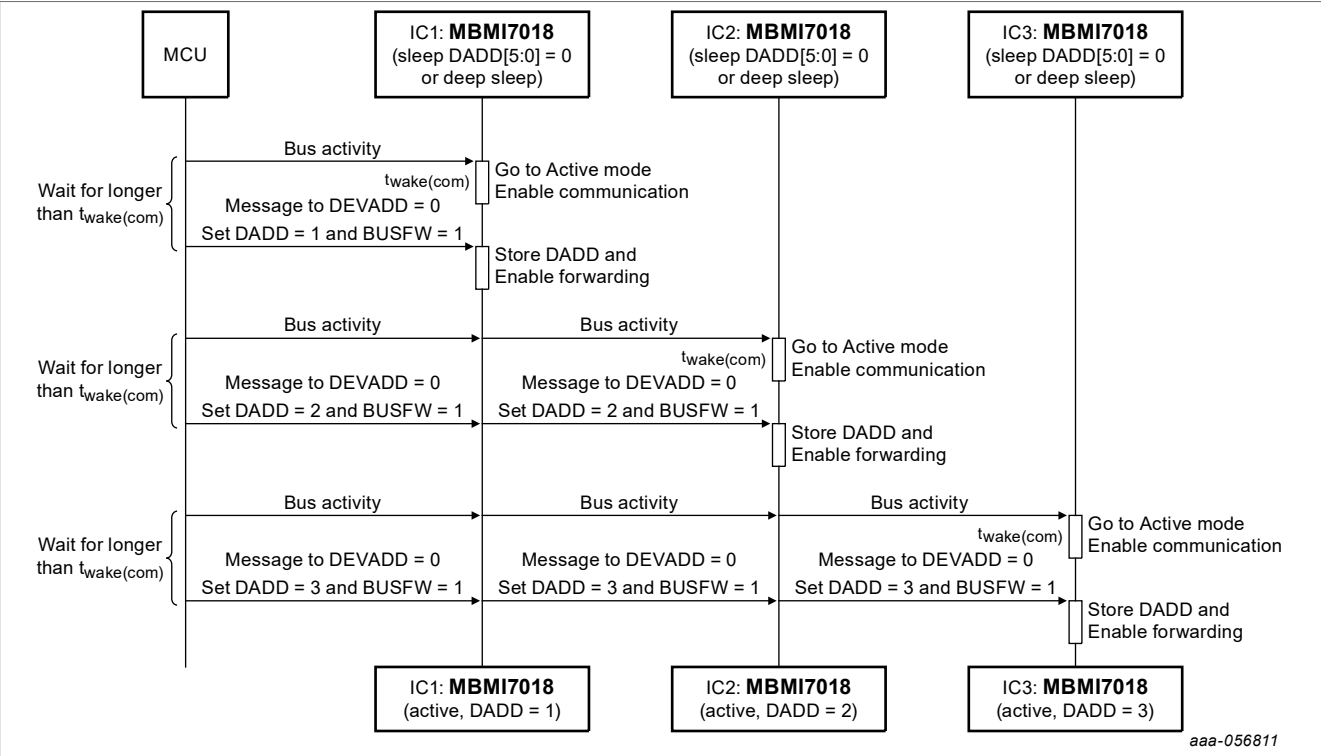 MCU
IC1: MBMI7018
(sleep DADD[5:0] = 0
or deep sleep)
IC2: MBMI7018
(sleep DADD[5:0] = 0
or deep sleep)
IC3: MBMI7018
(sleep DADD[5:0] = 0
or deep sleep)
Wait for longer
than twake(com)
Bus activity
twake(com)
Go to Active mode
Enable communication
Message to DEVADD = 0
Set DADD = 1 and BUSFW = 1
Store DADD and
Enable forwarding
Wait for longer
than twake(com)
Bus activity
Bus activity
twake(com)
Go to Active mode
Enable communication
Message to DEVADD = 0
Set DADD = 2 and BUSFW = 1
Message to DEVADD = 0
Set DADD = 2 and BUSFW = 1
Store DADD and
Enable forwarding
Wait for longer
than twake(com)
Bus activity
Bus activity
Bus activity
twake(com)
Go to Active mode
Enable communication
Message to DEVADD = 0
Set DADD = 3 and BUSFW = 1
Message to DEVADD = 0
Set DADD = 3 and BUSFW = 1
Message to DEVADD = 0
Set DADD = 3 and BUSFW = 1
Store DADD and
Enable forwarding
IC1: MBMI7018
(active, DADD = 1)
IC2: MBMI7018
(active, DADD = 2)
IC3: MBMI7018
(active, DADD = 3)
aaa-056811